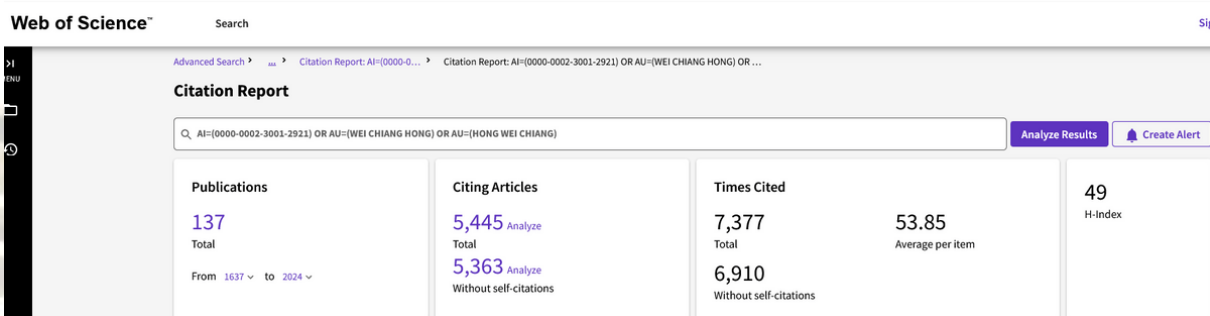 Web of Science™ Search
Advanced Search > ... > Citation Report: AI=(0000-0... > Citation Report: AI=(0000-0002-3001-2921) OR AU=(WEI CHIANG HONG) OR ...
Citation Report
AI=(0000-0002-3001-2921) OR AU=(WEI CHIANG HONG) OR AU=(HONG WEI CHIANG)
Analyze Results
Create Alert
Publications
137
Total
From 1637 to 2024
Citing Articles
5,445 Analyze
Total
5,363 Analyze
Without self-citations
Times Cited
7,377
Total
6,910
Without self-citations
53.85
Average per item
49
H-Index